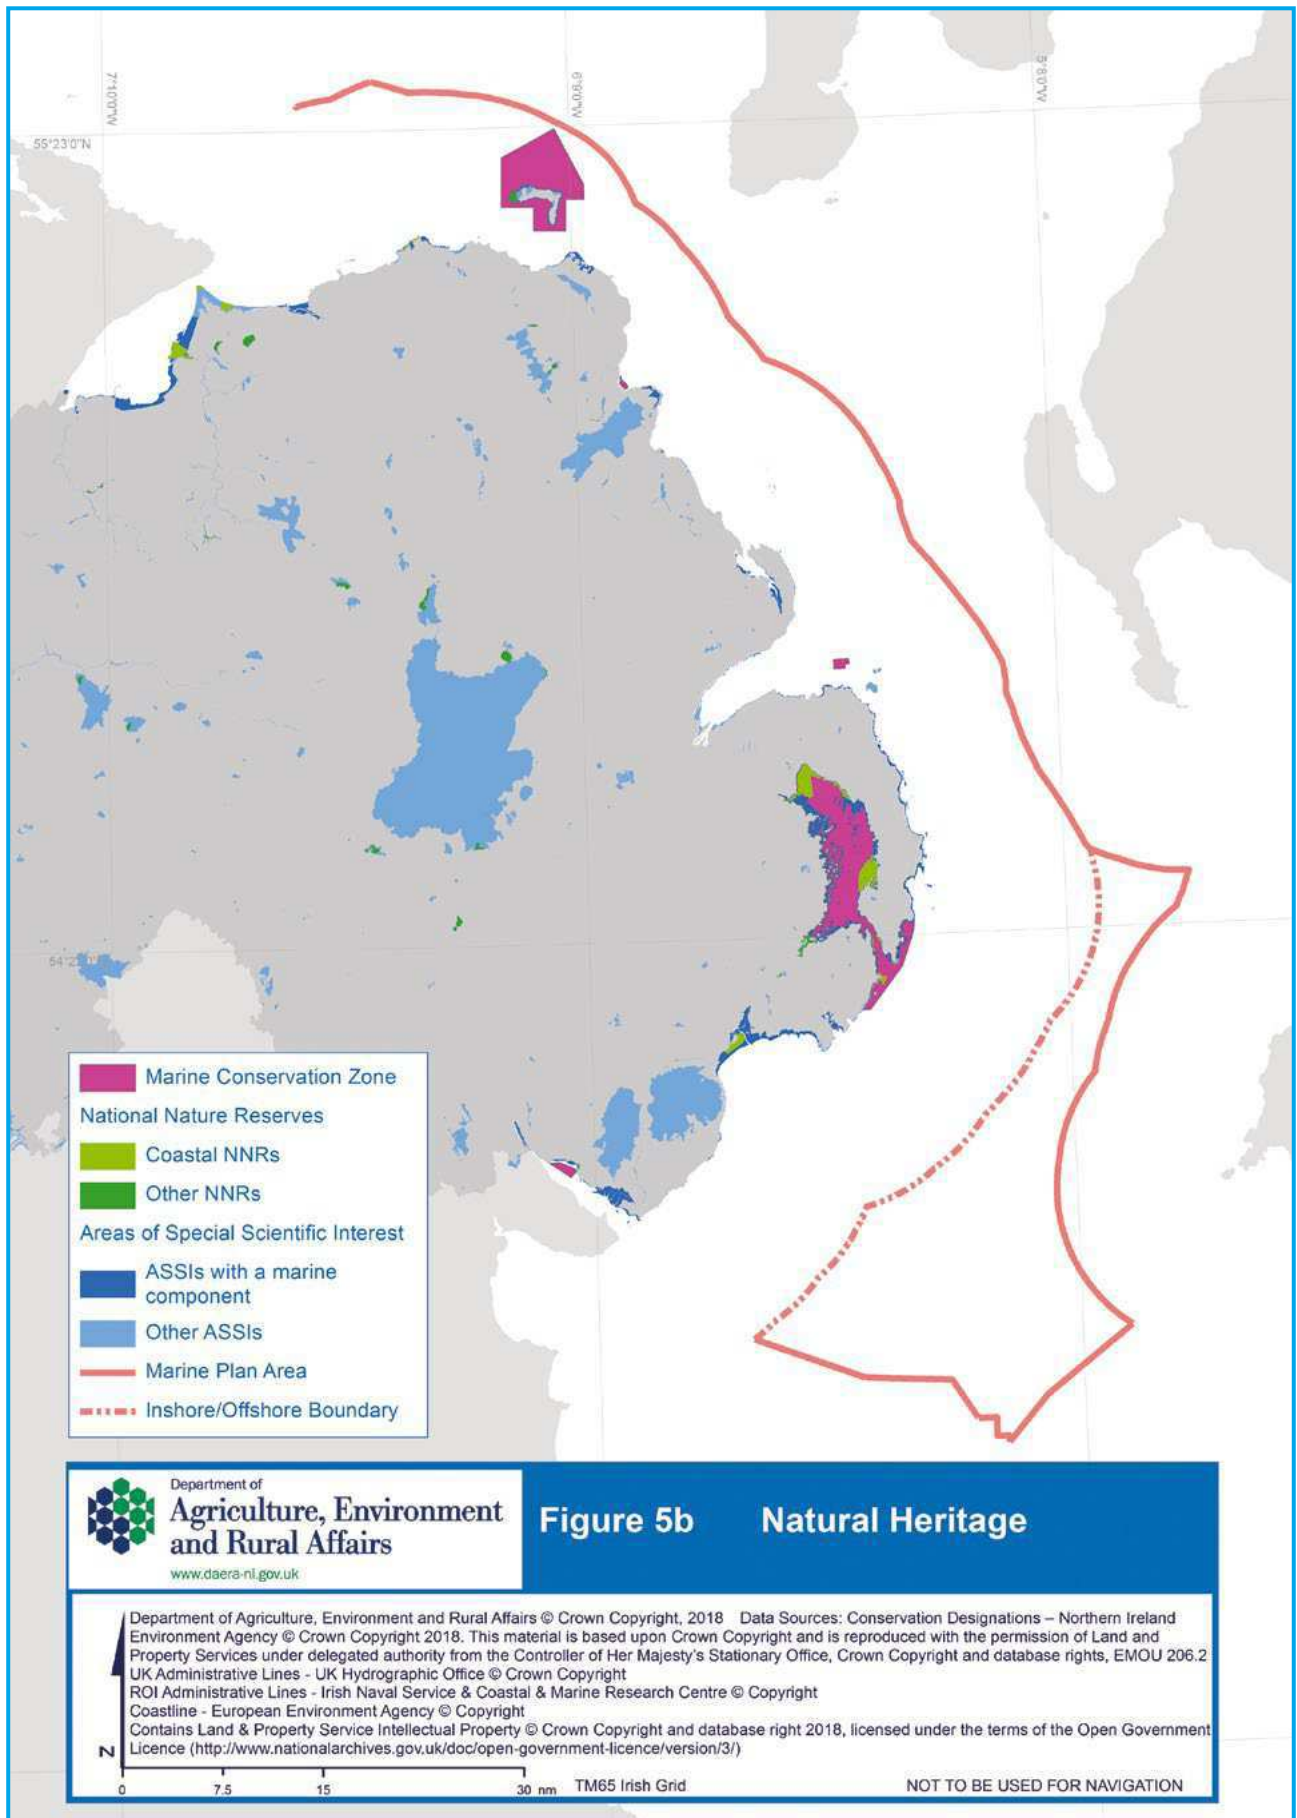 7°10'0"W
6°9'0"W
5°8'0"W
55°23'0"N
Marine Conservation Zone
National Nature Reserves
Coastal NNRs
Other NNRs
Areas of Special Scientific Interest
ASSIs with a marine
component
Other ASSIs
Marine Plan Area
Inshore/Offshore Boundary
Department of
Agriculture, Environment
and Rural Affairs
www.daera-ni.gov.uk
Figure 5b Natural Heritage
Department of Agriculture, Environment and Rural Affairs © Crown Copyright, 2018 Data Sources: Conservation Designations – Northern Ireland
Environment Agency © Crown Copyright 2018. This material is based upon Crown Copyright and is reproduced with the permission of Land and
Property Services under delegated authority from the Controller of Her Majesty's Stationary Office, Crown Copyright and database rights, EMOU 206.2
UK Administrative Lines - UK Hydrographic Office © Crown Copyright
ROI Administrative Lines - Irish Naval Service & Coastal & Marine Research Centre © Copyright
Coastline - European Environment Agency © Copyright
Contains Land & Property Service Intellectual Property © Crown Copyright and database right 2018, licensed under the terms of the Open Government
Licence (http://www.nationalarchives.gov.uk/doc/open-government-licence/version/3/)
N
0 7.5 15 30 nm TM65 Irish Grid NOT TO BE USED FOR NAVIGATION